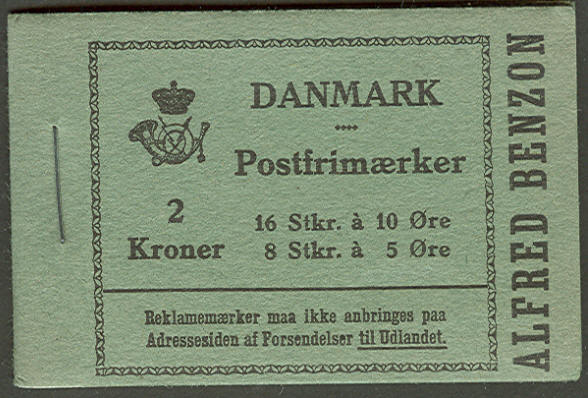 DANMARK
Postfrimærker
2
Kroner
16 Stkr. à 10 Øre
8 Stkr. à 5 Øre
Reklamemærker maa ikke anbringes paa
Adressesiden af Forsendelser til Udlandet.
ALFRED BENZON